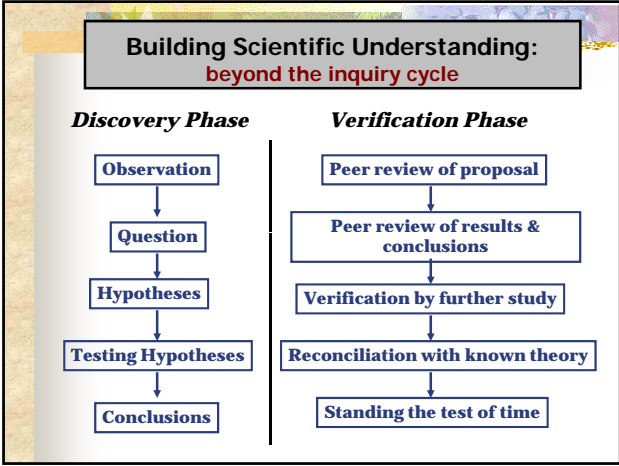 Building Scientific Understanding:
beyond the inquiry cycle
Discovery Phase
Observation
Question
Hypotheses
Testing Hypotheses
Conclusions
Verification Phase
Peer review of proposal
Peer review of results &
conclusions
Verification by further study
Reconciliation with known theory
Standing the test of time